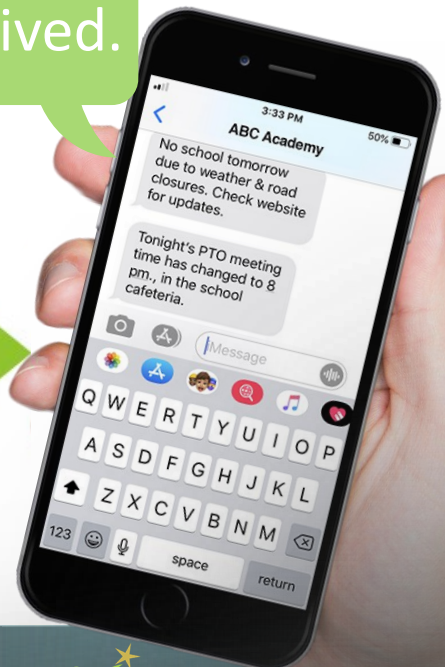 ived.
3:33 PM
50%
ABC Academy
No school tomorrow
due to weather & road
closures. Check website
for updates.
Tonight's PTO meeting
time has changed to 8
pm., in the school
cafeteria.
iMessage
Q W E R T Y U I O P
A S D F G H J K L
Z X C V B N M
123
space
return